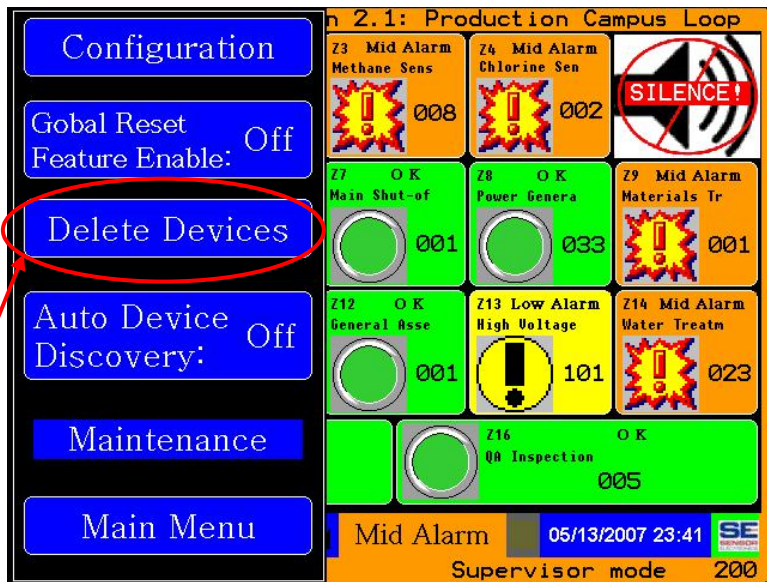 n 2.1: Production Campus Loop
Configuration
Gobal Reset
Feature Enable: Off
Delete Devices
Auto Device
Discovery: Off
Maintenance
Main Menu
Z3 Mid Alarm
Methane Sens
008
Z4 Mid Alarm
Chlorine Sen
002
SILENCE!
Z7 O K
Main Shut-of
001
Z8 O K
Power Genera
033
Z9 Mid Alarm
Materials Tr
001
Z12 O K
General Asse
001
Z13 Low Alarm
High Voltage
101
Z14 Mid Alarm
Water Treatm
023
Z16 O K
QA Inspection
005
Mid Alarm
05/13/2007 23:41
SE
SENSOR
Supervisor mode 200